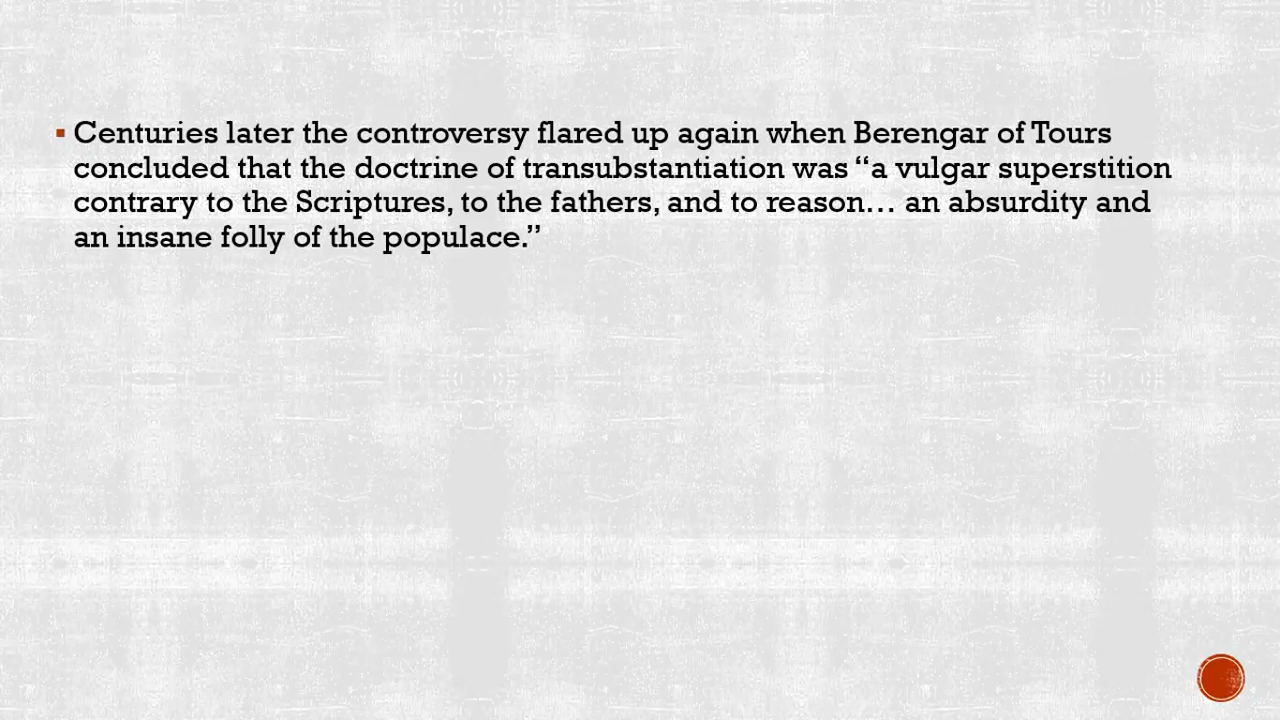 ▪ Centuries later the controversy flared up again when Berengar of Tours
concluded that the doctrine of transubstantiation was “a vulgar superstition
contrary to the Scriptures, to the fathers, and to reason… an absurdity and
an insane folly of the populace.”